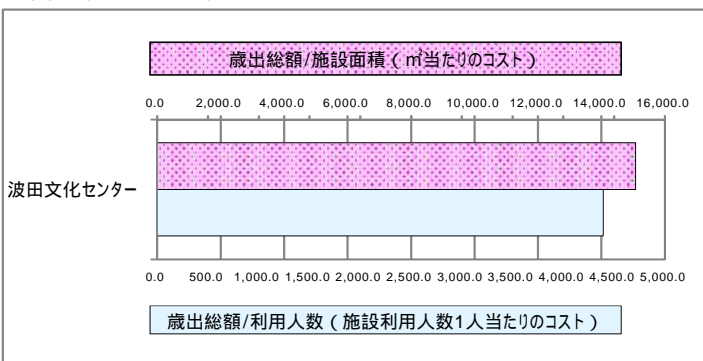 歳出総額/施設面積（㎡当たりのコスト）
0.0 2,000.0 4,000.0 6,000.0 8,000.0 10,000.0 12,000.0 14,000.0 16,000.0
波田文化センター
0.0 500.0 1,000.0 1,500.0 2,000.0 2,500.0 3,000.0 3,500.0 4,000.0 4,500.0 5,000.0
歳出総額/利用人数（施設利用人数1人当たりのコスト）